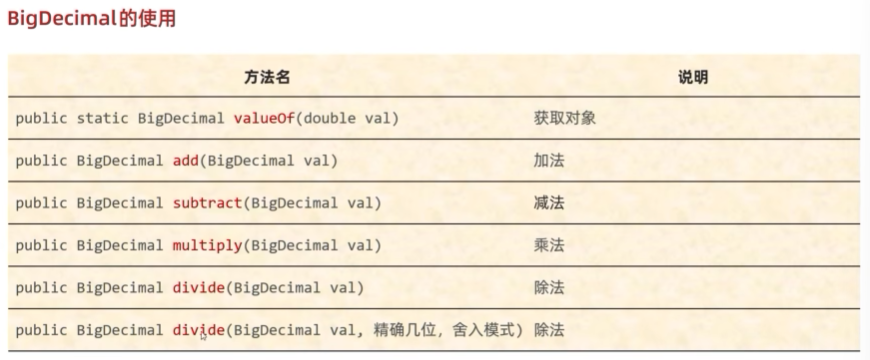 BigDecimal的使用
方法名 说明
public static BigDecimal valueOf(double val) 获取对象
public BigDecimal add(BigDecimal val) 加法
public BigDecimal subtract(BigDecimal val) 减法
public BigDecimal multiply(BigDecimal val) 乘法
public BigDecimal divide(BigDecimal val) 除法
public BigDecimal divide(BigDecimal val, 精确几位, 舍入模式) 除法